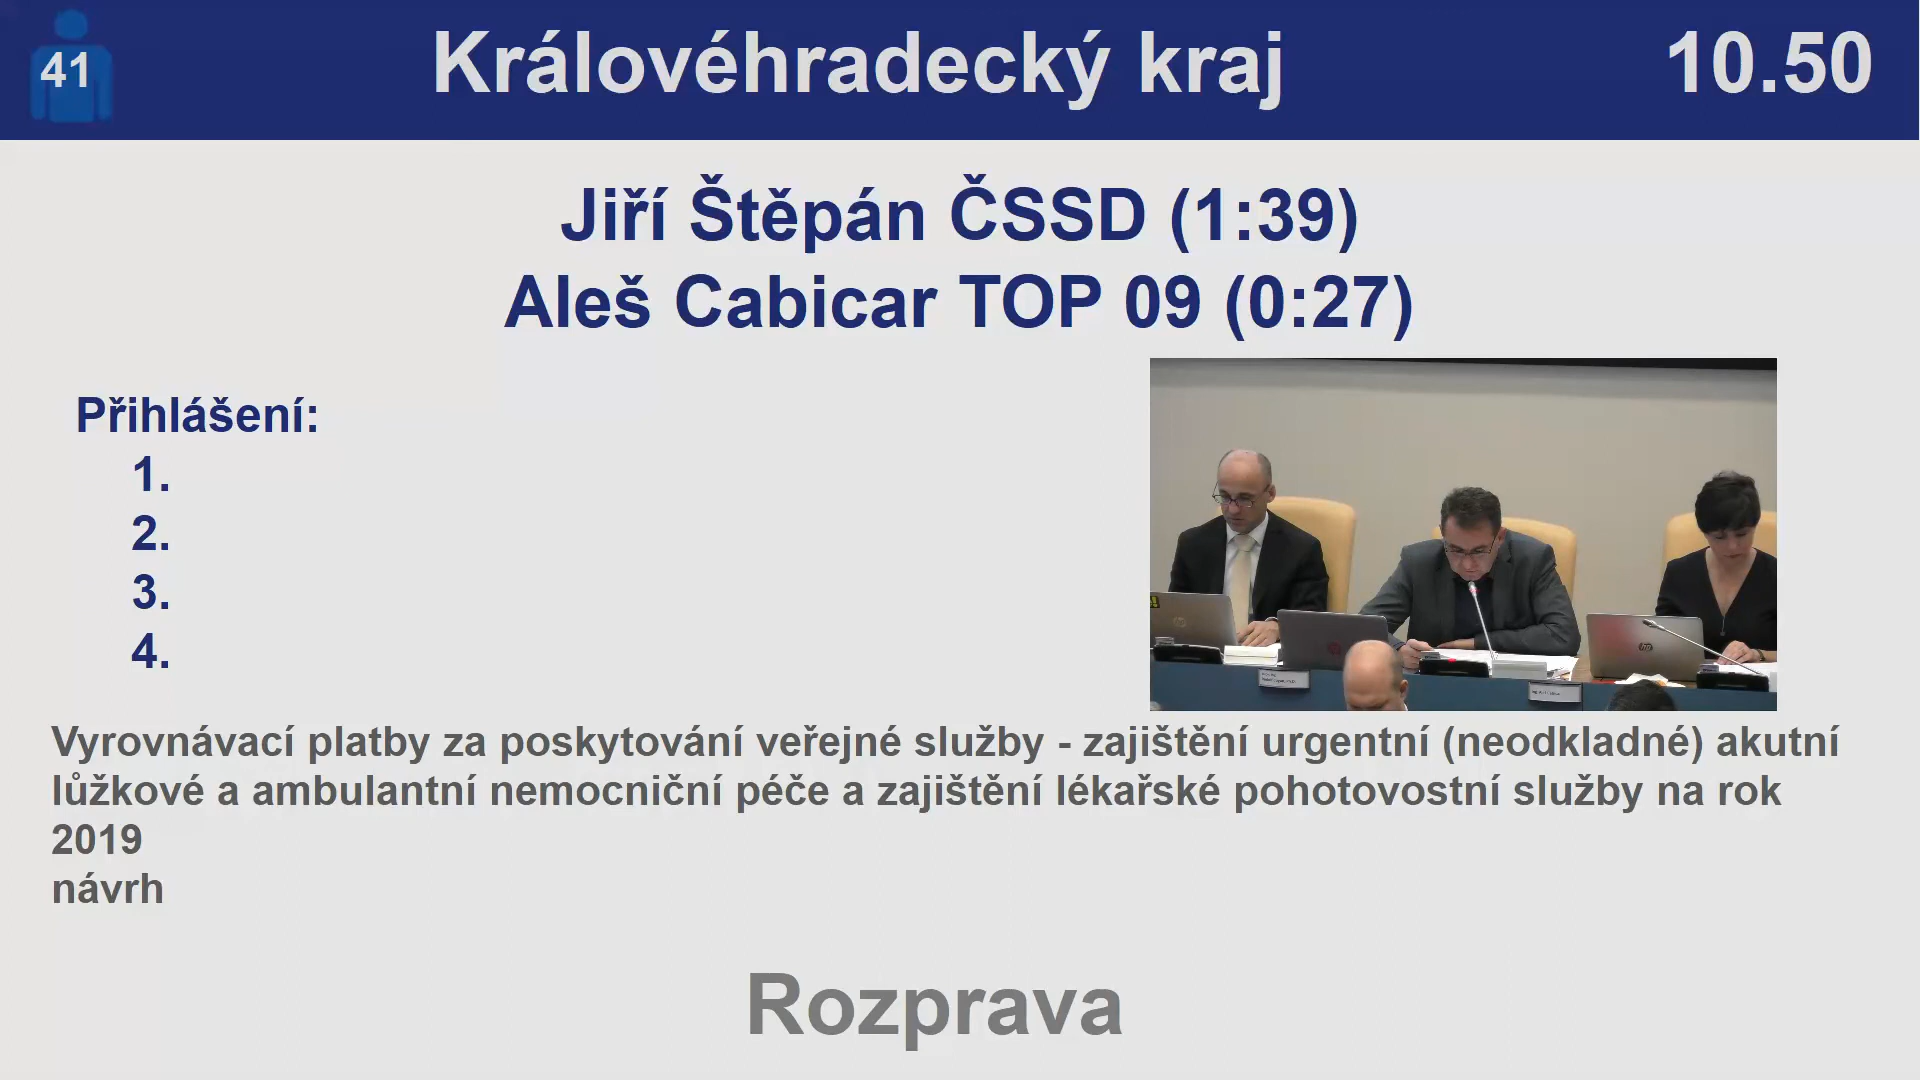 41
Královéhradecký kraj
10.50
Jiří Štěpán ČSSD (1:39)
Aleš Cabicar TOP 09 (0:27)
Přihlášení:
1.
2.
3.
4.
Vyrovnávací platby za poskytování veřejné služby - zajištění urgentní (neodkladné) akutní
lůžkové a ambulantní nemocniční péče a zajištění lékařské pohotovostní služby na rok
2019
návrh
Rozprava